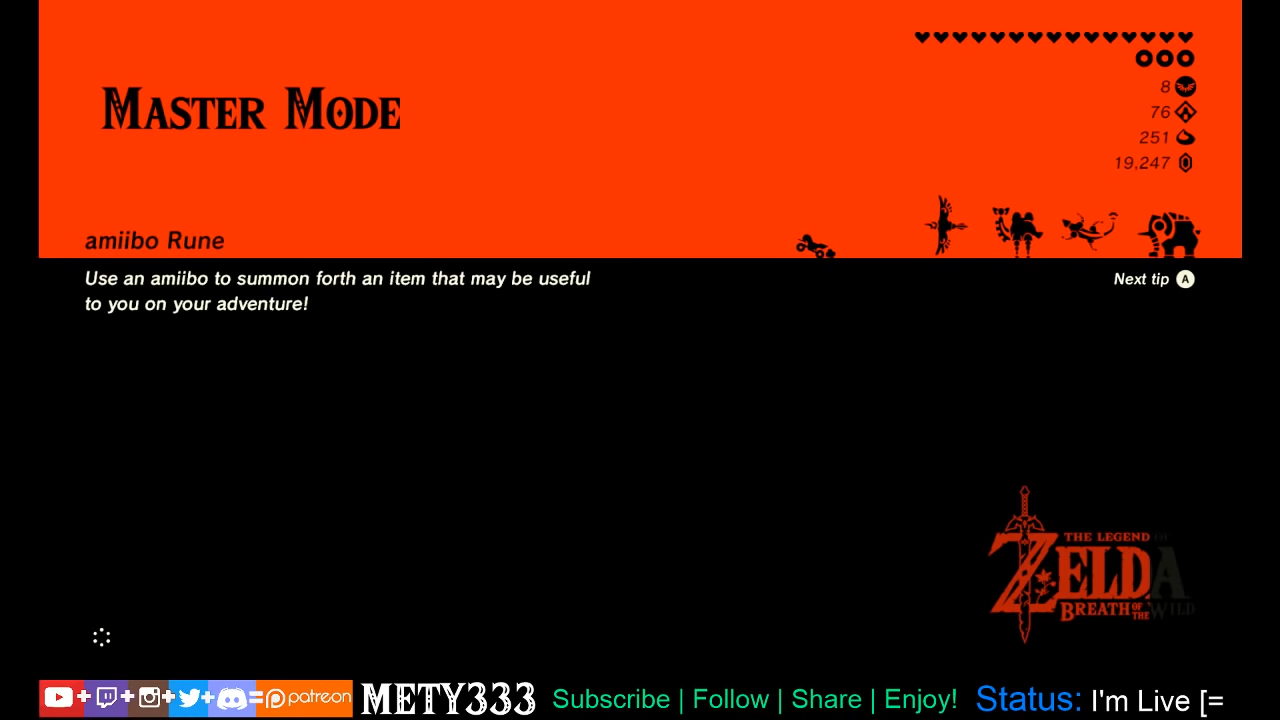 MASTER MODE
8
76
251
19,247
amiibo Rune
Use an amiibo to summon forth an item that may be useful
to you on your adventure!
Next tip A
THE LEGEND OF
ZELDA
BREATH OF THE WILD
+ + + + = patreon METY333 Subscribe | Follow | Share | Enjoy! Status: I'm Live [=